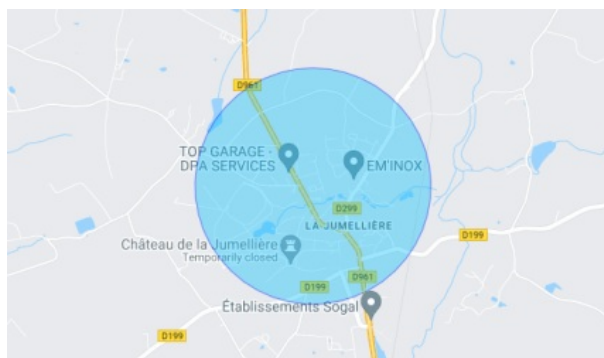 D961
TOP GARAGE -
DPA SERVICES
EM'INOX
D299
LA JUMELLIÈRE
D199
Château de la Jumellière
Temporarily closed
D961
D199
Établissements Sogal
D199